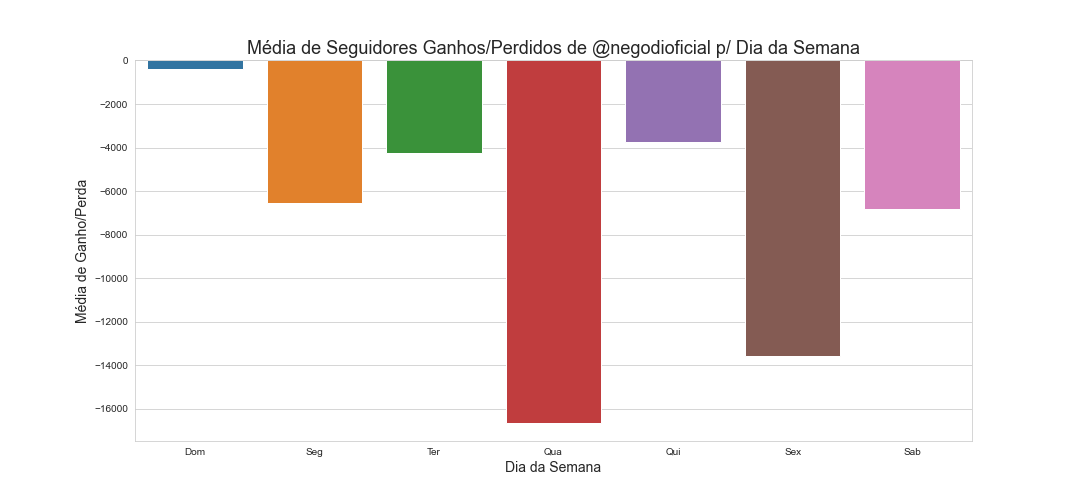 Média de Seguidores Ganhos/Perdidos de @negodioficial p/ Dia da Semana
Média de Ganho/Perda
0
−2000
−4000
−6000
−8000
−10000
−12000
−14000
−16000
Dom Seg Ter Qua Qui Sex Sab
Dia da Semana